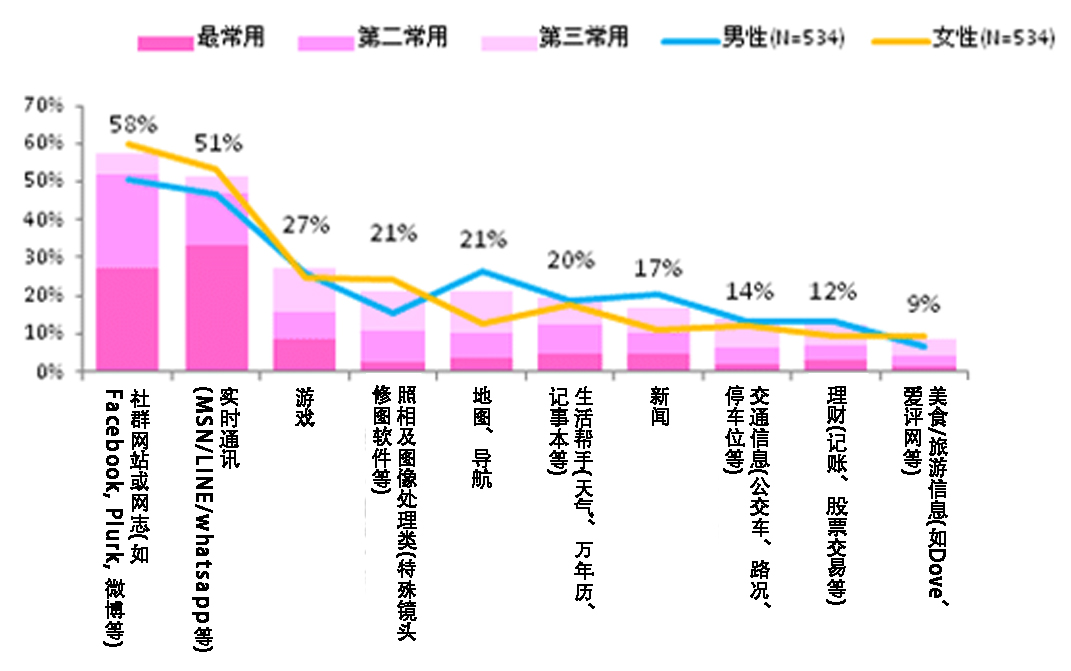 最常用 第二常用 第三常用 男性(N=534) 女性(N=534)
70%
60%
50%
40%
30%
20%
10%
0%
58%
51%
27%
21%
21%
20%
17%
14%
12%
9%
社群网站或网志(如
Facebook, Plurk, 微博等)
实时通讯
(MSN/LINE/whatsapp等)
游戏
照相及图像处理类(特殊镜头
修图软件等)
地图、导航
生活帮手(天气、万年历、
记事本等)
新闻
交通信息(公交车、路况、
停车位等)
理财(记账、股票交易等)
美食/旅游信息(如Dove、
爱评网等)